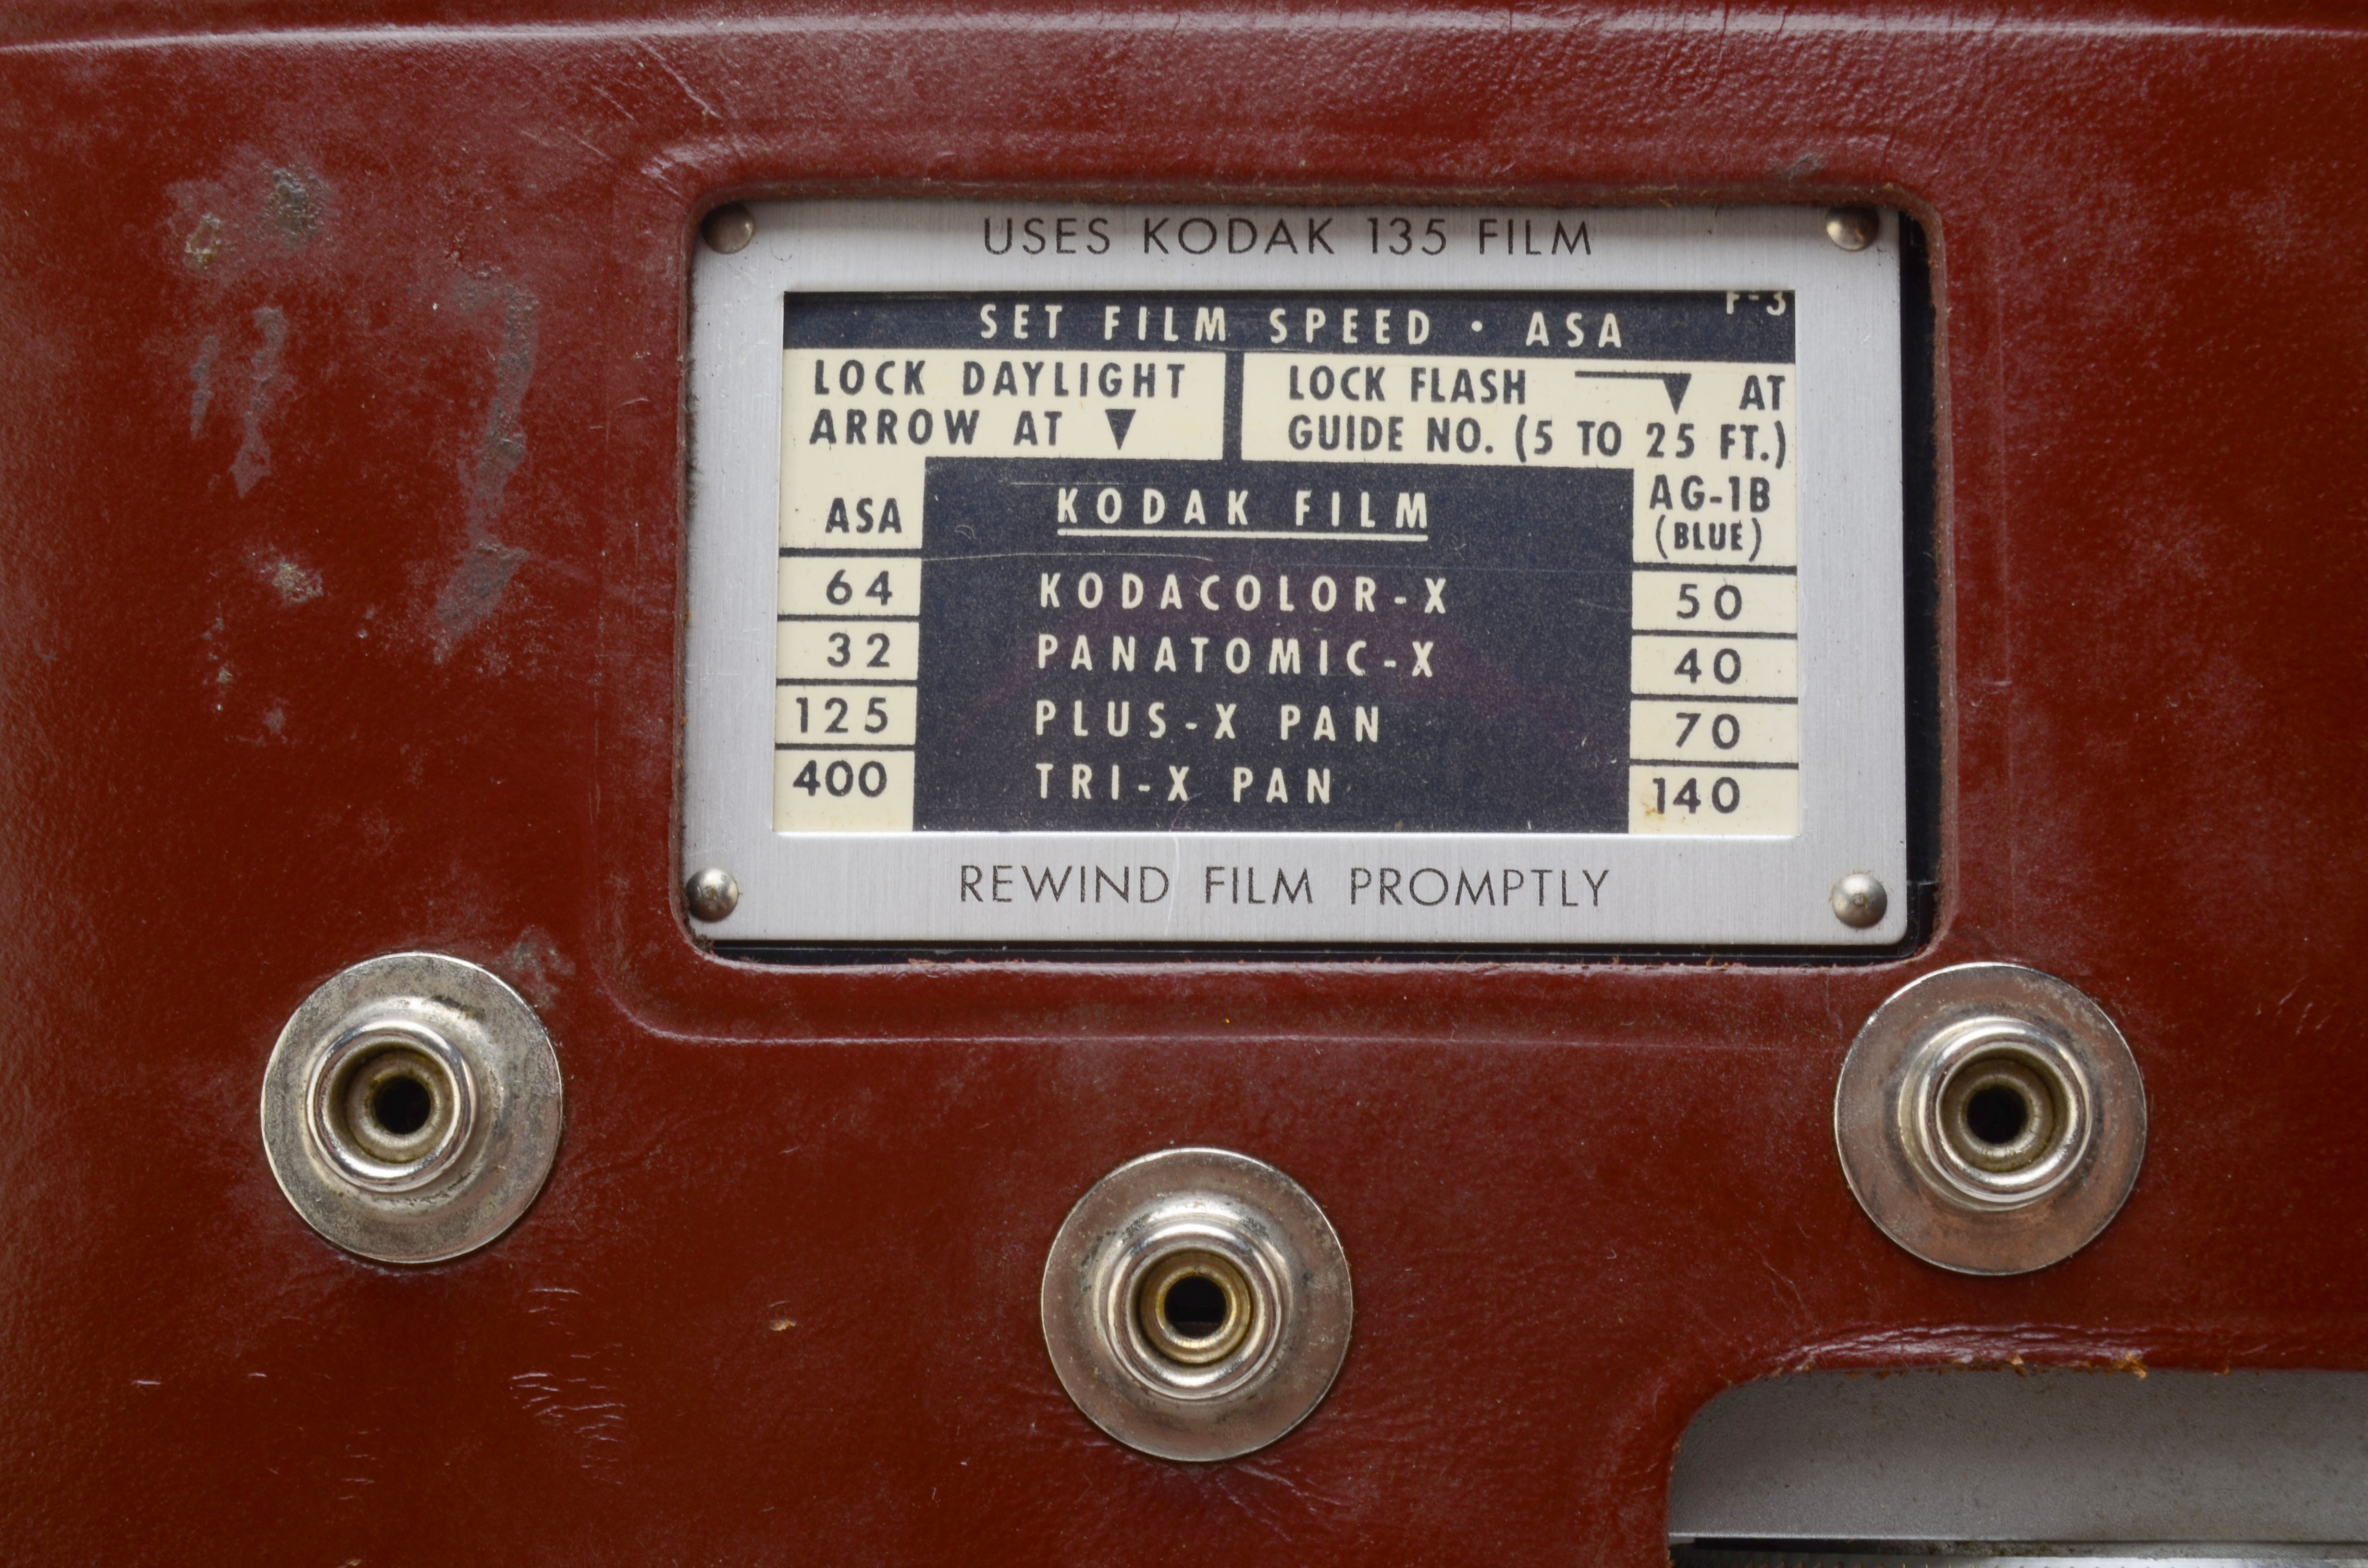 USES KODAK 135 FILM
F-3
SET FILM SPEED • ASA
LOCK DAYLIGHT
ARROW AT ▼
LOCK FLASH ▼ AT
GUIDE NO. (5 TO 25 FT.)
ASA
KODAK FILM
AG-1B
(BLUE)
64 KODACOLOR-X 50
32 PANATOMIC-X 40
125 PLUS-X PAN 70
400 TRI-X PAN 140
REWIND FILM PROMPTLY